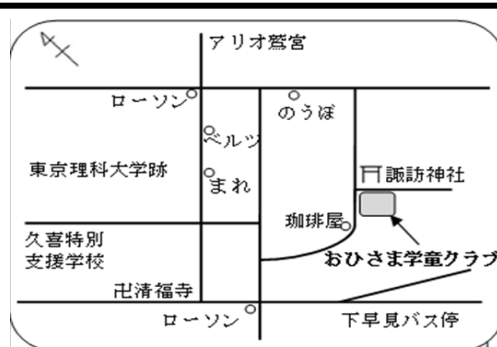 アリオ鷲宮
ローソン
のうぼ
ベルツ
東京理科大学跡
まれ
諏訪神社
珈琲屋
久喜特別
支援学校
おひさま学童クラブ
卍清福寺
ローソン
下早見バス停